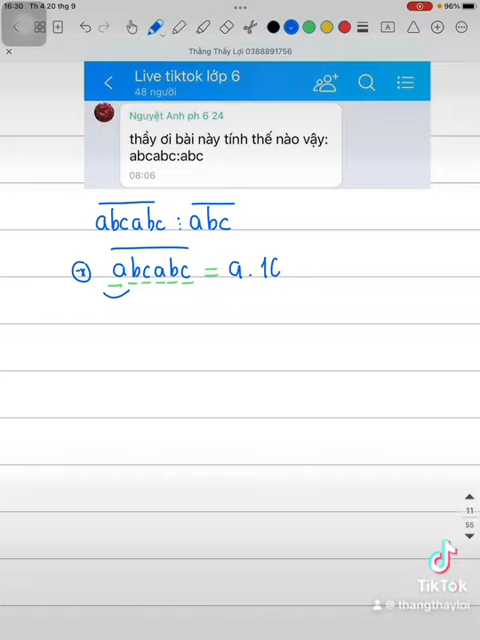 16:30 Th 4 20 thg 9
96%
Thắng Thầy Lợi 0388891756
Live tiktok lớp 6
48 người
Nguyệt Anh ph 6 24
thầy ơi bài này tính thế nào vậy:
abcabc:abc
08:06
abcabc : abc
abcabc = a.10
11
55
TikTok
@thangthayloi